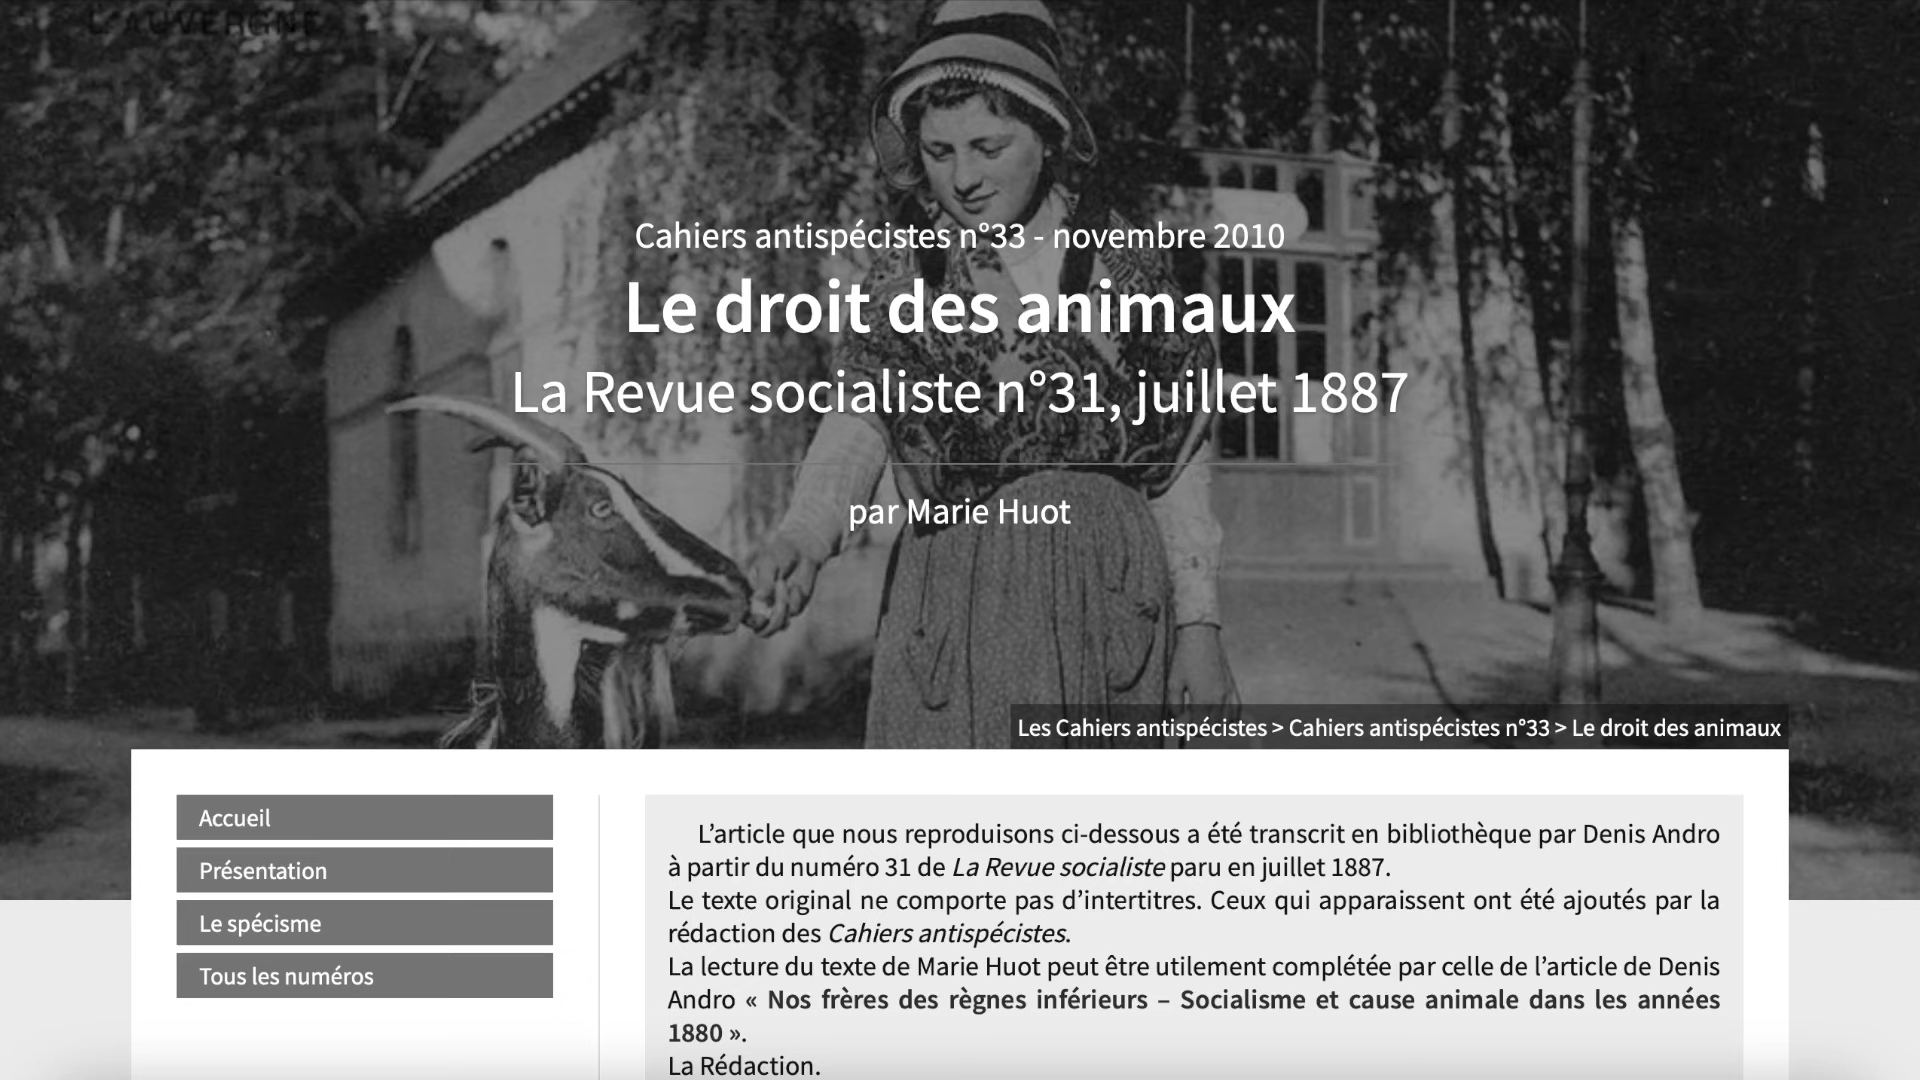 L'AUVERGNE
Cahiers antispécistes n°33 - novembre 2010
Le droit des animaux
La Revue socialiste n°31, juillet 1887
par Marie Huot
Les Cahiers antispécistes > Cahiers antispécistes n°33 > Le droit des animaux
Accueil
Présentation
Le spécisme
Tous les numéros
L’article que nous reproduisons ci-dessous a été transcrit en bibliothèque par Denis Andro
à partir du numéro 31 de La Revue socialiste paru en juillet 1887.
Le texte original ne comporte pas d’intertitres. Ceux qui apparaissent ont été ajoutés par la
rédaction des Cahiers antispécistes.
La lecture du texte de Marie Huot peut être utilement complétée par celle de l’article de Denis
Andro « Nos frères des règnes inférieurs – Socialisme et cause animale dans les années
1880 ».
La Rédaction.